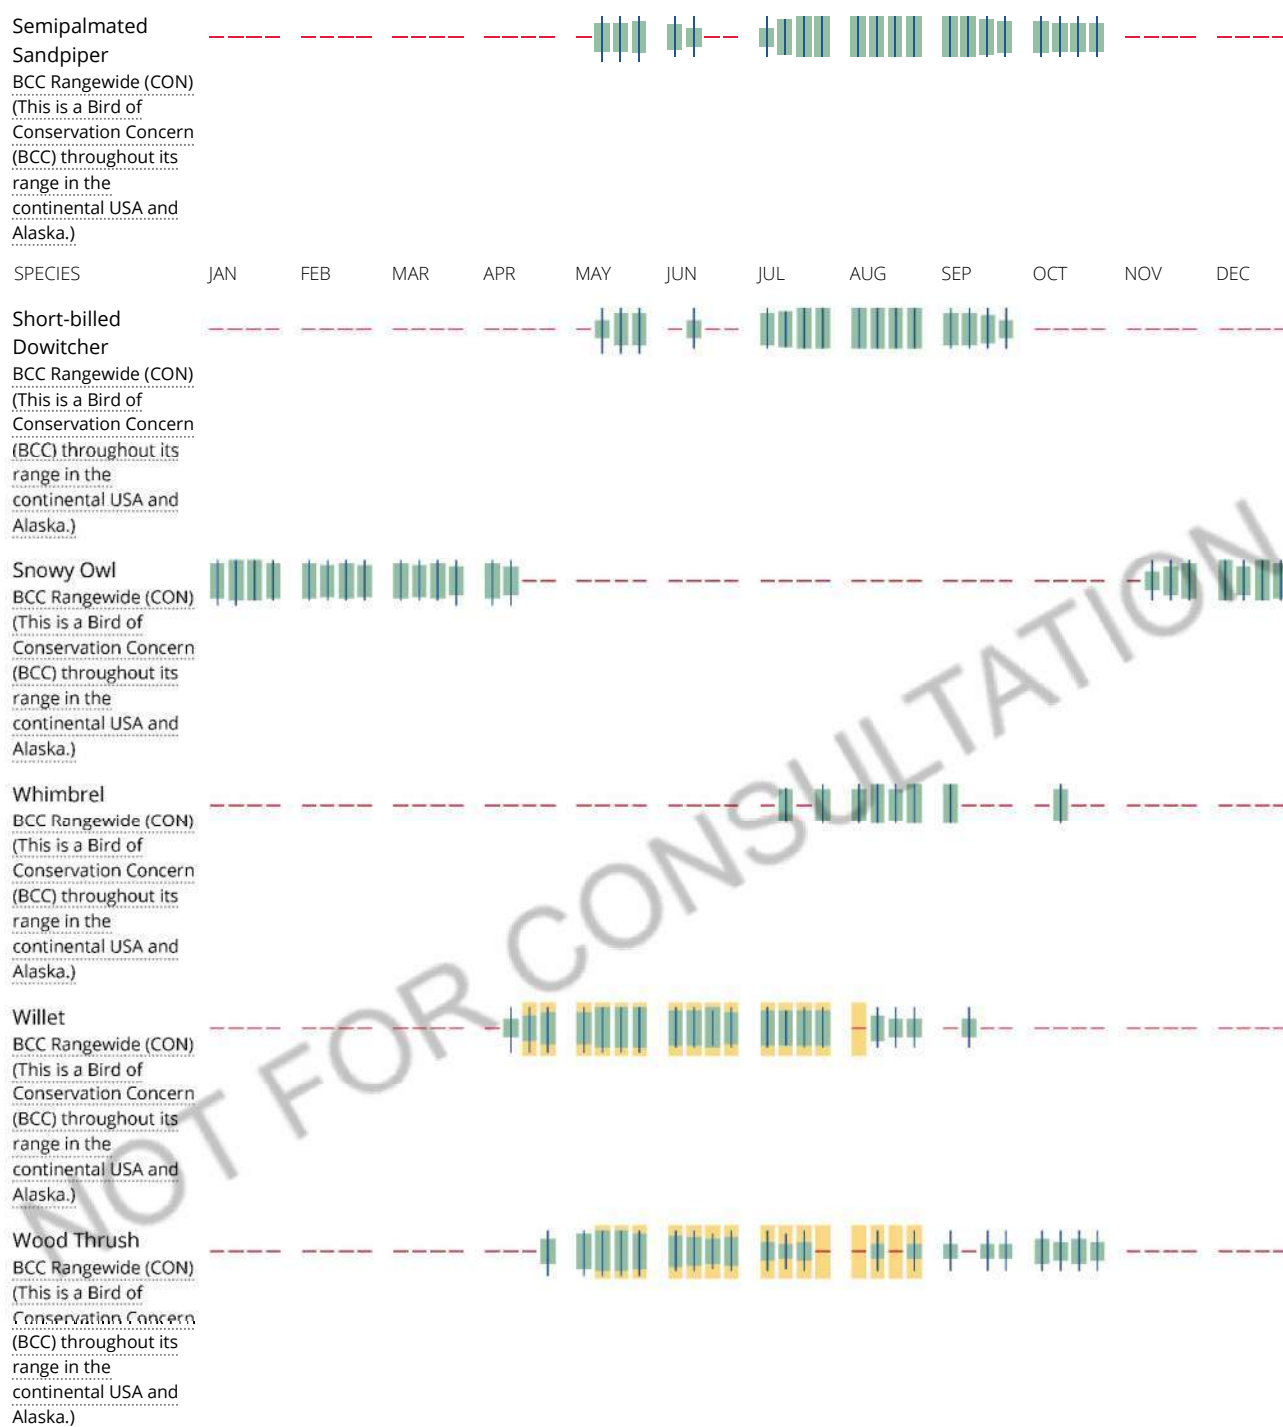 Semipalmated
Sandpiper
BCC Rangewide (CON)
(This is a Bird of
Conservation Concern
(BCC) throughout its
range in the
continental USA and
Alaska.)
SPECIES JAN FEB MAR APR MAY JUN JUL AUG SEP OCT NOV DEC
Short-billed
Dowitcher
BCC Rangewide (CON)
(This is a Bird of
Conservation Concern
(BCC) throughout its
range in the
continental USA and
Alaska.)
Snowy Owl
BCC Rangewide (CON)
(This is a Bird of
Conservation Concern
(BCC) throughout its
range in the
continental USA and
Alaska.)
Whimbrel
BCC Rangewide (CON)
(This is a Bird of
Conservation Concern
(BCC) throughout its
range in the
continental USA and
Alaska.)
Willet
BCC Rangewide (CON)
(This is a Bird of
Conservation Concern
(BCC) throughout its
range in the
continental USA and
Alaska.)
Wood Thrush
BCC Rangewide (CON)
(This is a Bird of
Conservation Concern
(BCC) throughout its
range in the
continental USA and
Alaska.)
NOT FOR CONSULTATION